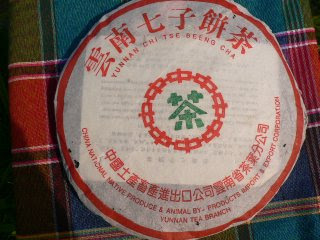 雲南七子餅茶
YUNNAN CHI TSE BEENG CHA
茶
中國土產畜產進出口公司雲南省茶葉分公司
CHINA NATIONAL NATIVE PRODUCE & ANIMAL BY-PRODUCTS IMPORT & EXPORT CORPORATION
YUNNAN TEA BRANCH